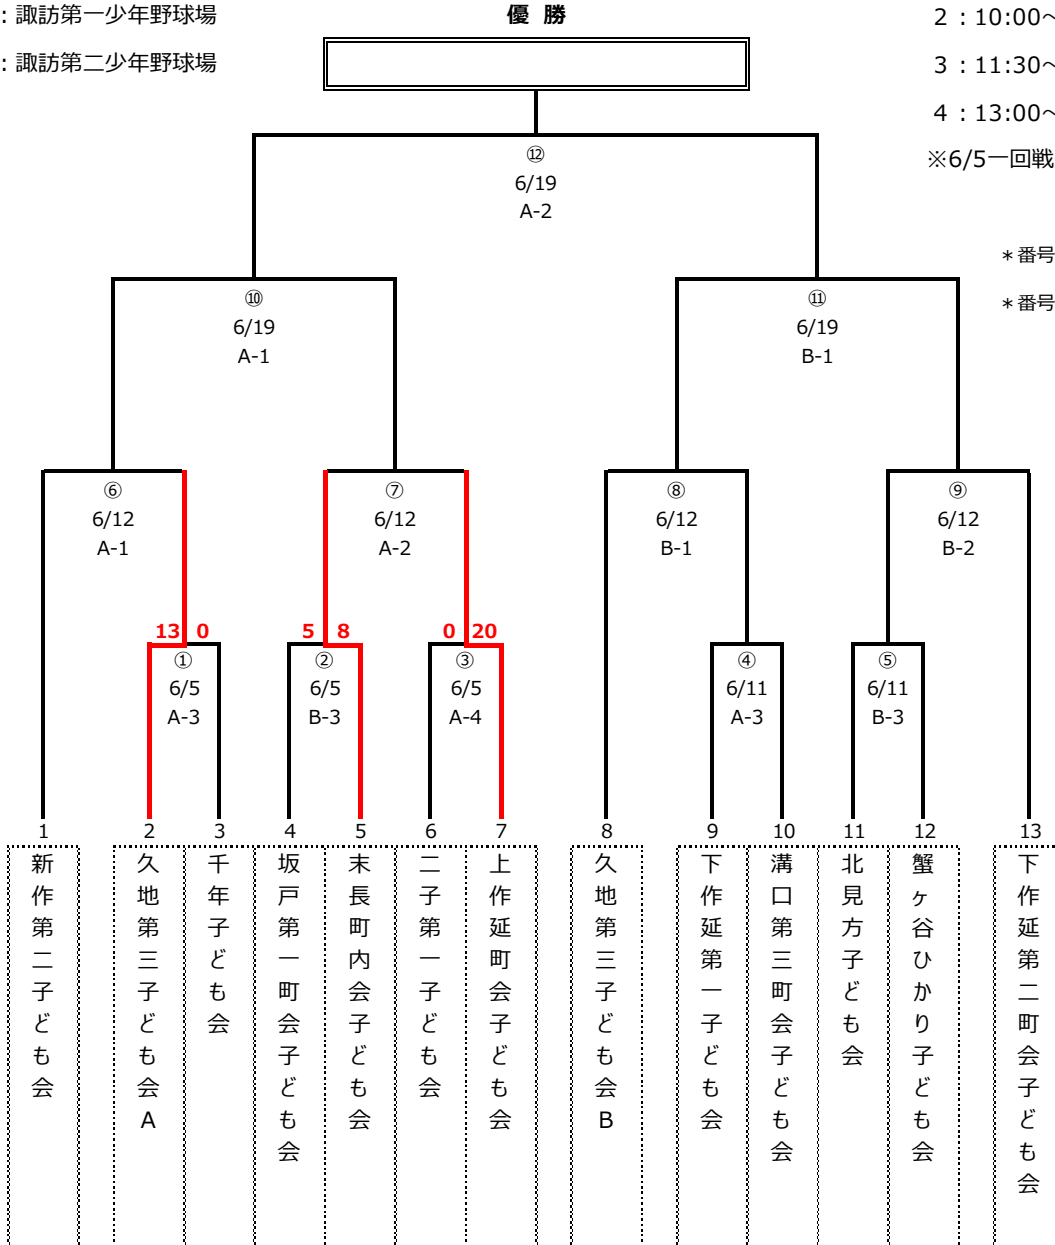 ：諏訪第一少年野球場
：諏訪第二少年野球場
優 勝
2：10:00～
3：11:30～
4：13:00～
※6/5一回戦
＊番号
＊番号
⑫
6/19
A-2
⑩
6/19
A-1
⑪
6/19
B-1
⑥
6/12
A-1
⑦
6/12
A-2
⑧
6/12
B-1
⑨
6/12
B-2
13 0
①
6/5
A-3
5 8
②
6/5
B-3
0 20
③
6/5
A-4
④
6/11
A-3
⑤
6/11
B-3
1
新作第二子ども会
2
久地第三子ども会A
3
千年子ども会
4
坂戸第一町会子ども会
5
末長町内会子ども会
6
二子第一子ども会
7
上作延町会子ども会
8
久地第三子ども会B
9
下作延第一子ども会
10
溝口第三町会子ども会
11
北見方子ども会
12
蟹ヶ谷ひかり子ども会
13
下作延第二町会子ども会